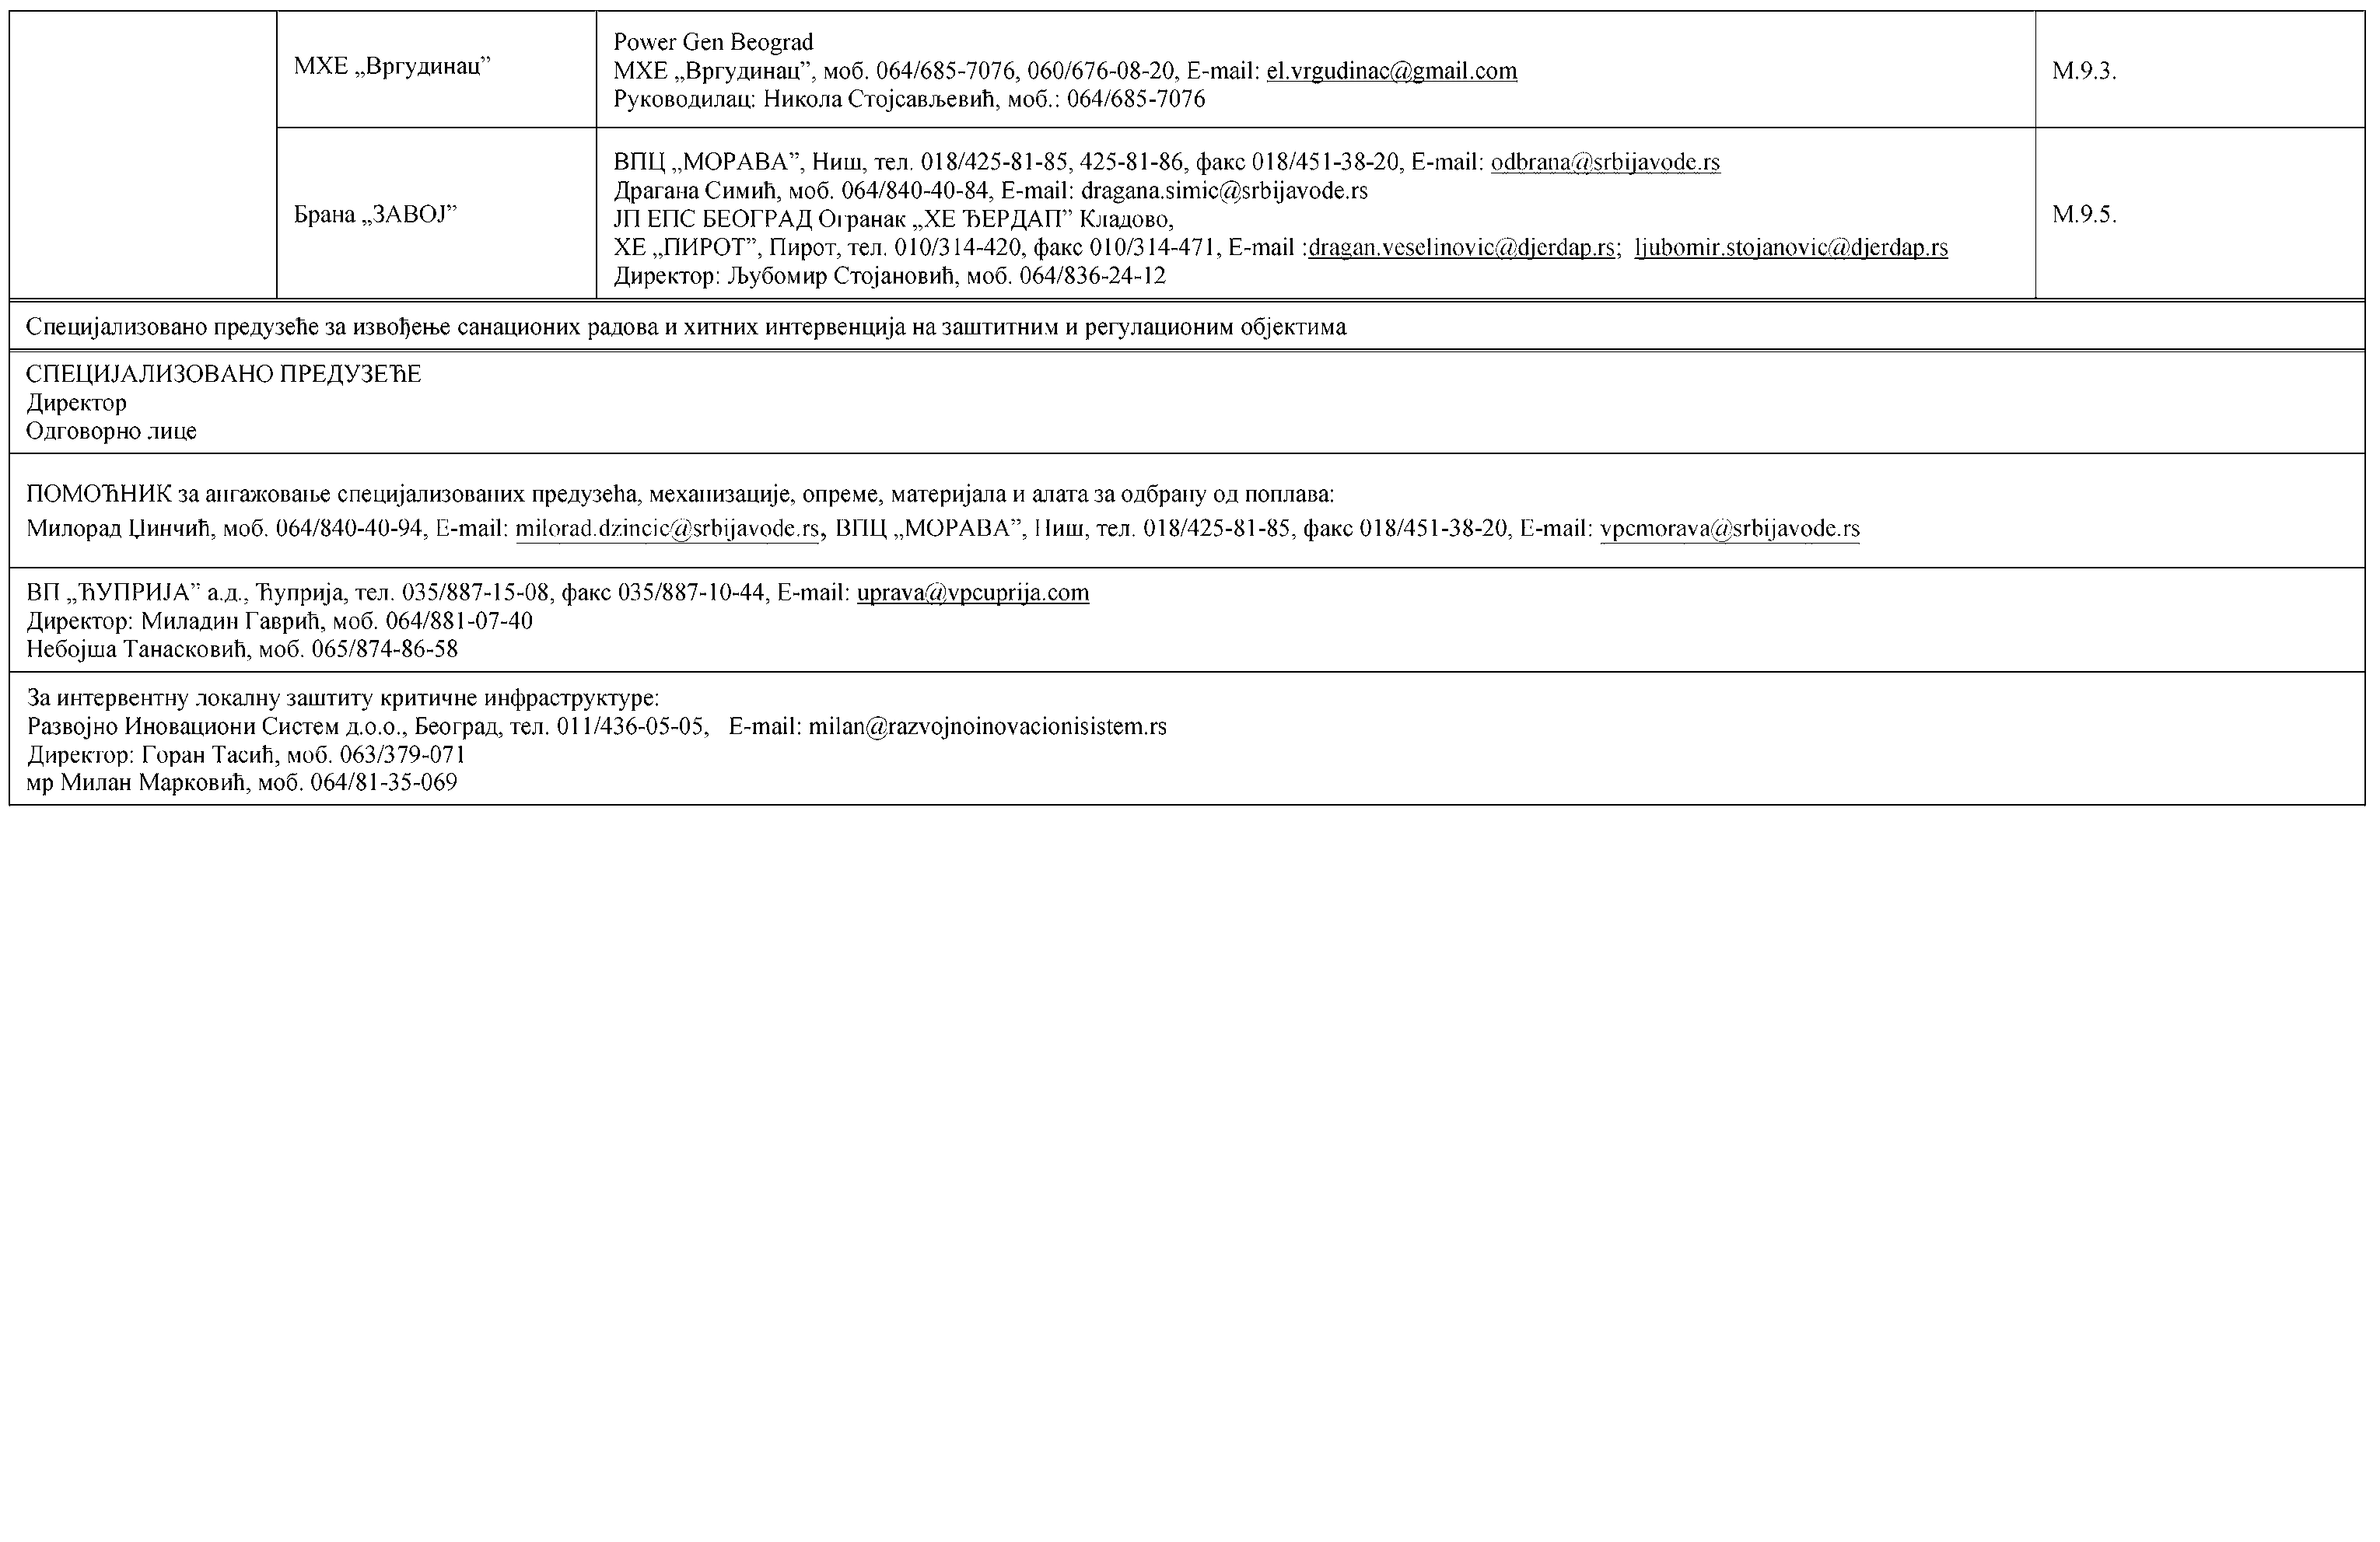 Power Gen Beograd
МХЕ „Вргудинац”
МХЕ „Вргудинац”, моб. 064/685-7076, 060/676-08-20, E-mail: el.vrgudinac@gmail.com
М.9.3.
Руководилац: Никола Стојсављевић, моб.: 064/685-7076
ВПЦ „МОРАВА”, Ниш, тел. 018/425-81-85, 425-81-86, факс 018/451-38-20, E-mail: odbrana@srbijavode.rs
Драгана Симић, моб. 064/840-40-84, E-mail: dragana.simic@srbijavode.rs
Брана „ЗАВОЈ”
ЈП ЕПС БЕОГРАД Огранак „ХЕ ЂЕРДАП” Кладово,
М.9.5.
ХЕ „ПИРОТ”, Пирот, тел. 010/314-420, факс 010/314-471, E-mail :dragan.veselinovic@djerdap.rs; ljubomir.stojanovic@djerdap.rs
Директор: Љубомир Стојановић, моб. 064/836-24-12
Специјализовано предузеће за извођење санационих радова и хитних интервенција на заштитним и регулационим објектима
СПЕЦИЈАЛИЗОВАНО ПРЕДУЗЕЋЕ
Директор
Одговорно лице
ПОМОЋНИК за ангажовање специјализованих предузећа, механизације, опреме, материјала и алата за одбрану од поплава:
Милорад Џинчић, моб. 064/840-40-94, E-mail: milorad.dzincic@srbijavode.rs, ВПЦ „МОРАВА”, Ниш, тел. 018/425-81-85, факс 018/451-38-20, E-mail: vpcmorava@srbijavode.rs
ВП „ЋУПРИЈА” а.д., Ћуприја, тел. 035/887-15-08, факс 035/887-10-44, E-mail: uprava@vpcuprija.com
Директор: Миладин Гаврић, моб. 064/881-07-40
Небојша Танасковић, моб. 065/874-86-58
За интервентну локалну заштиту критичне инфраструктуре:
Развојно Иновациони Систем д.о.о., Београд, тел. 011/436-05-05, E-mail: milan@razvojnoinovacionisistem.rs
Директор: Горан Тасић, моб. 063/379-071
мр Милан Марковић, моб. 064/81-35-069